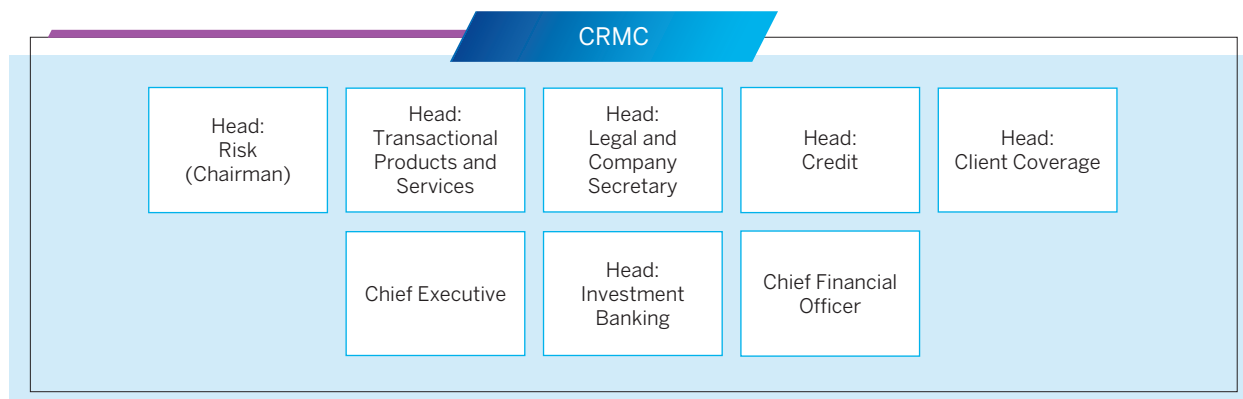 CRMC
Head:
Risk
(Chairman)
Head:
Transactional
Products and
Services
Head:
Legal and
Company
Secretary
Head:
Credit
Head:
Client Coverage
Chief Executive
Head:
Investment
Banking
Chief Financial
Officer